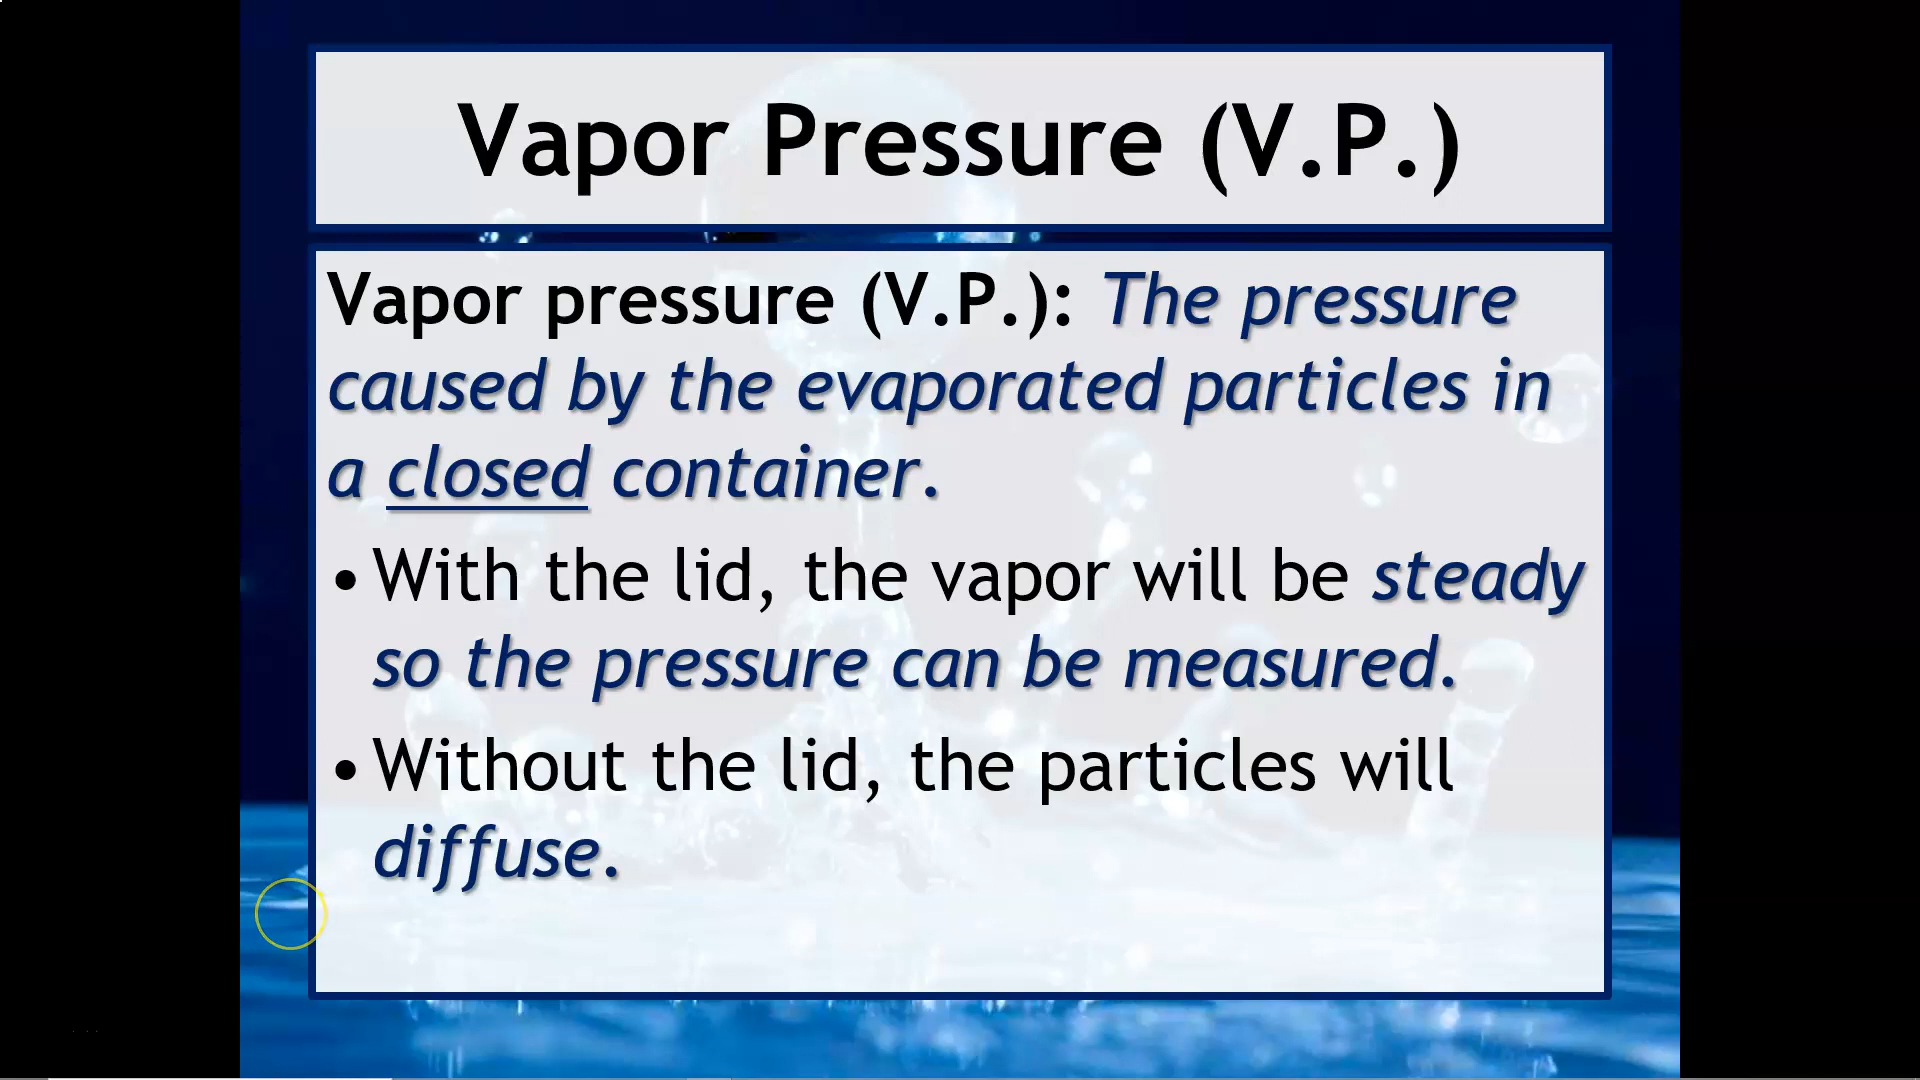 Vapor Pressure (V.P.)
Vapor pressure (V.P.): The pressure
caused by the evaporated particles in
a closed container.
• With the lid, the vapor will be steady
so the pressure can be measured.
• Without the lid, the particles will
diffuse.